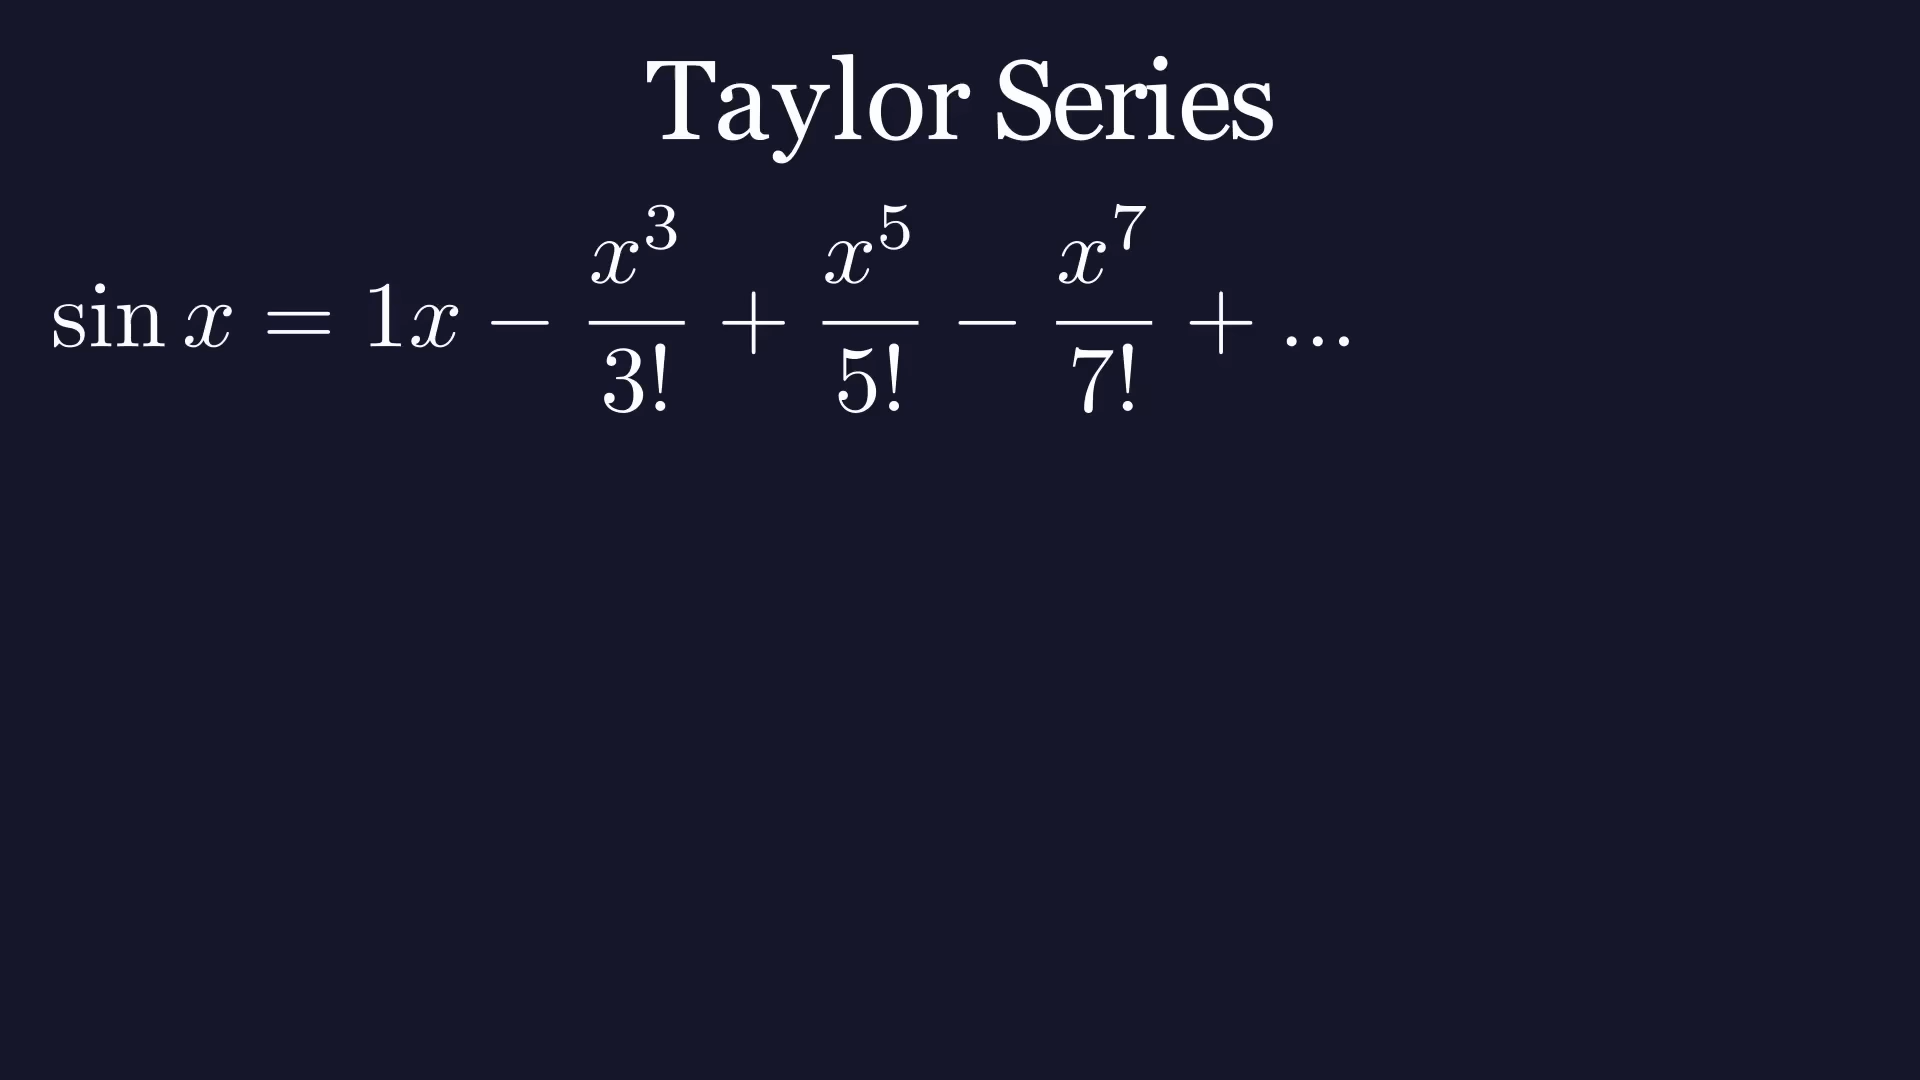 Taylor Series
sin x = 1x − x³/3! + x⁵/5! − x⁷/7! + ...